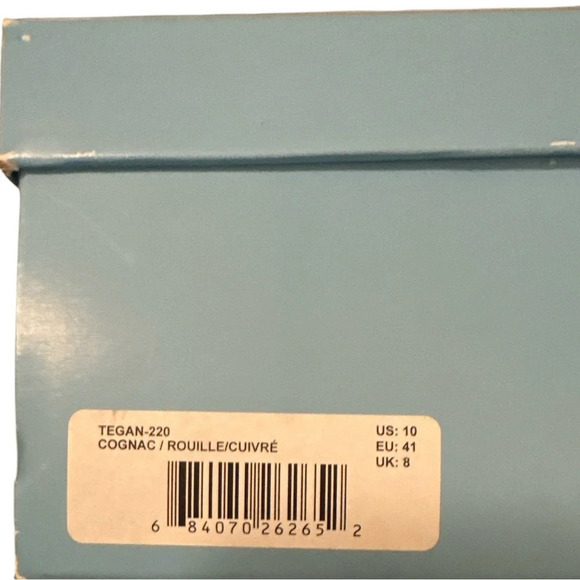 TEGAN-220
COGNAC / ROUILLE/CUIVRÉ
US: 10
EU: 41
UK: 8
6 84070 26265 2